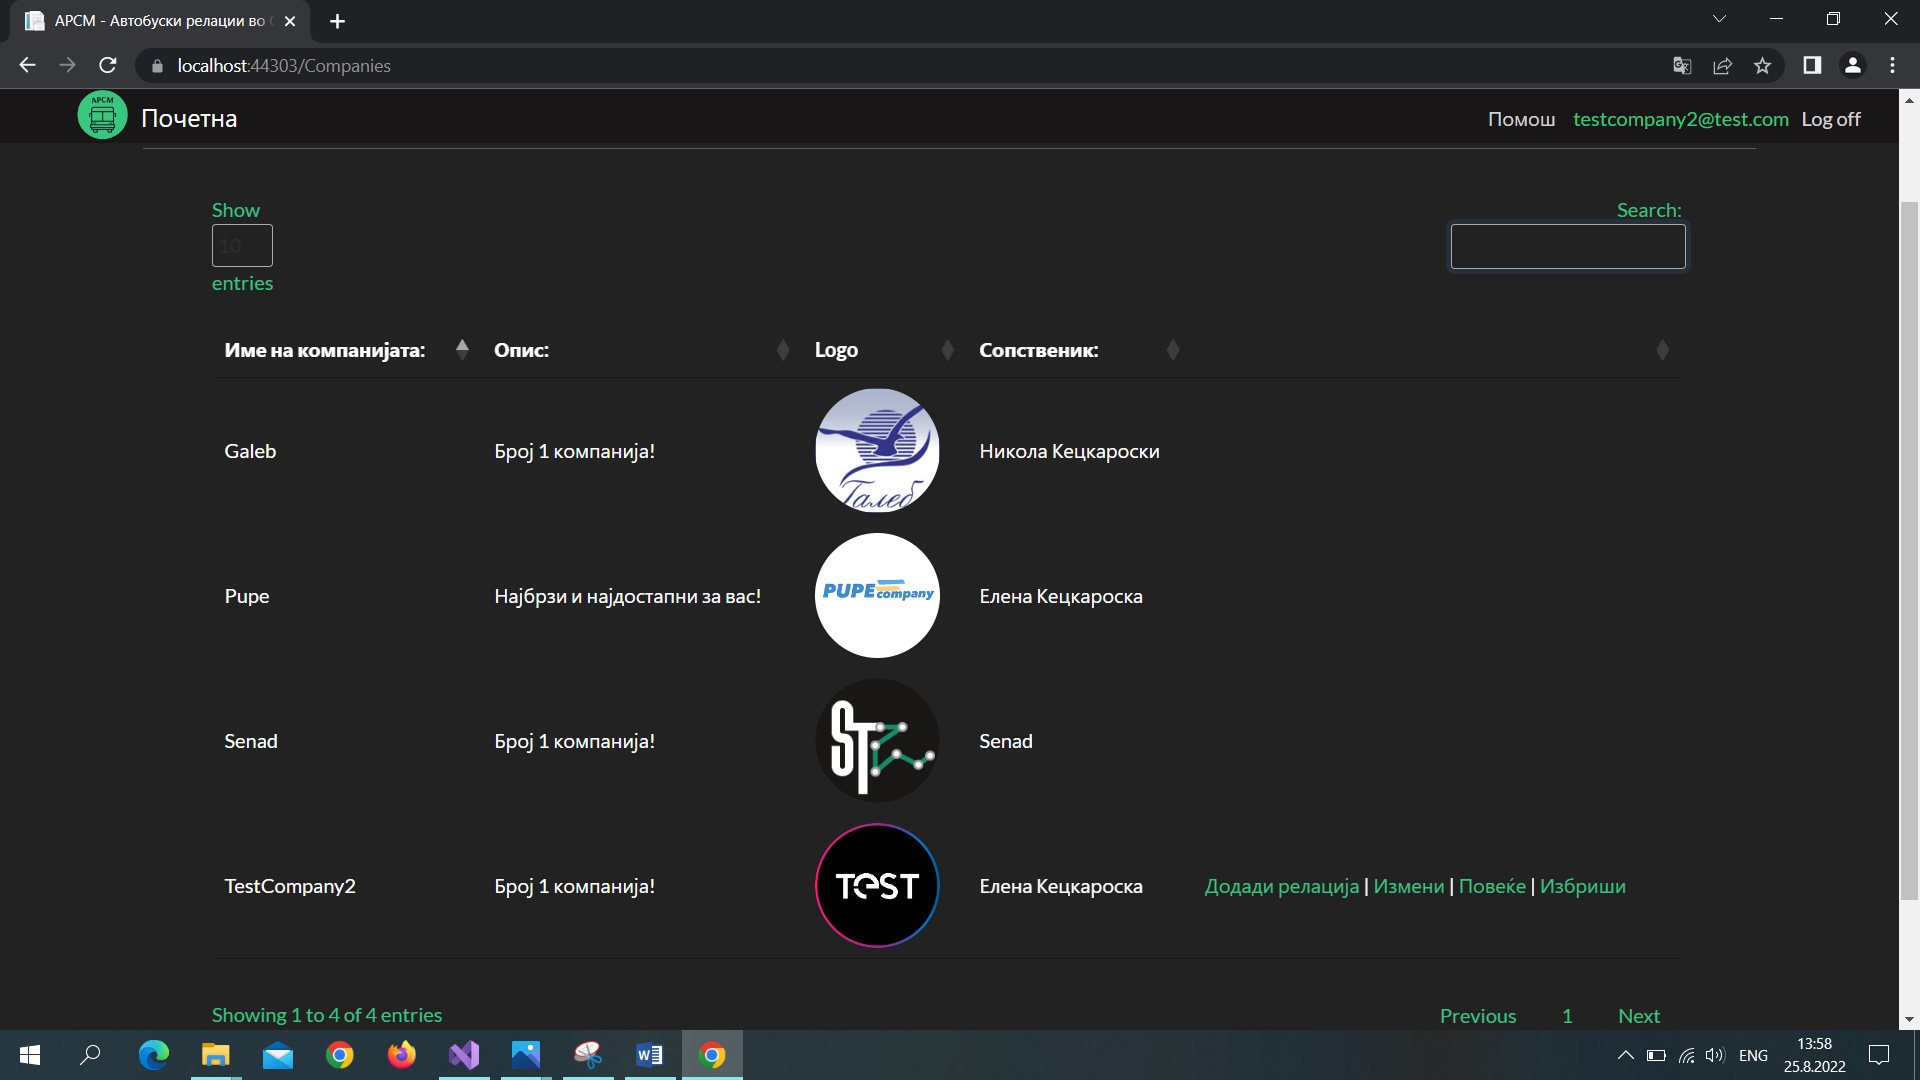 АРСМ - Автобуски релации во
localhost:44303/Companies
АРСМ
Почетна
Помош testcompany2@test.com Log off
Show
10
entries
Search:
Име на компанијата: Опис: Logo Сопственик:
Galeb Број 1 компанија! Галеб Никола Кецкароски
Pupe Најбрзи и најдостапни за вас! PUPE company Елена Кецкароска
Senad Број 1 компанија! ST Senad
TestCompany2 Број 1 компанија! TEST Елена Кецкароска Додади релација | Измени | Повеќе | Избриши
Showing 1 to 4 of 4 entries
Previous 1 Next
ENG
13:58
25.8.2022